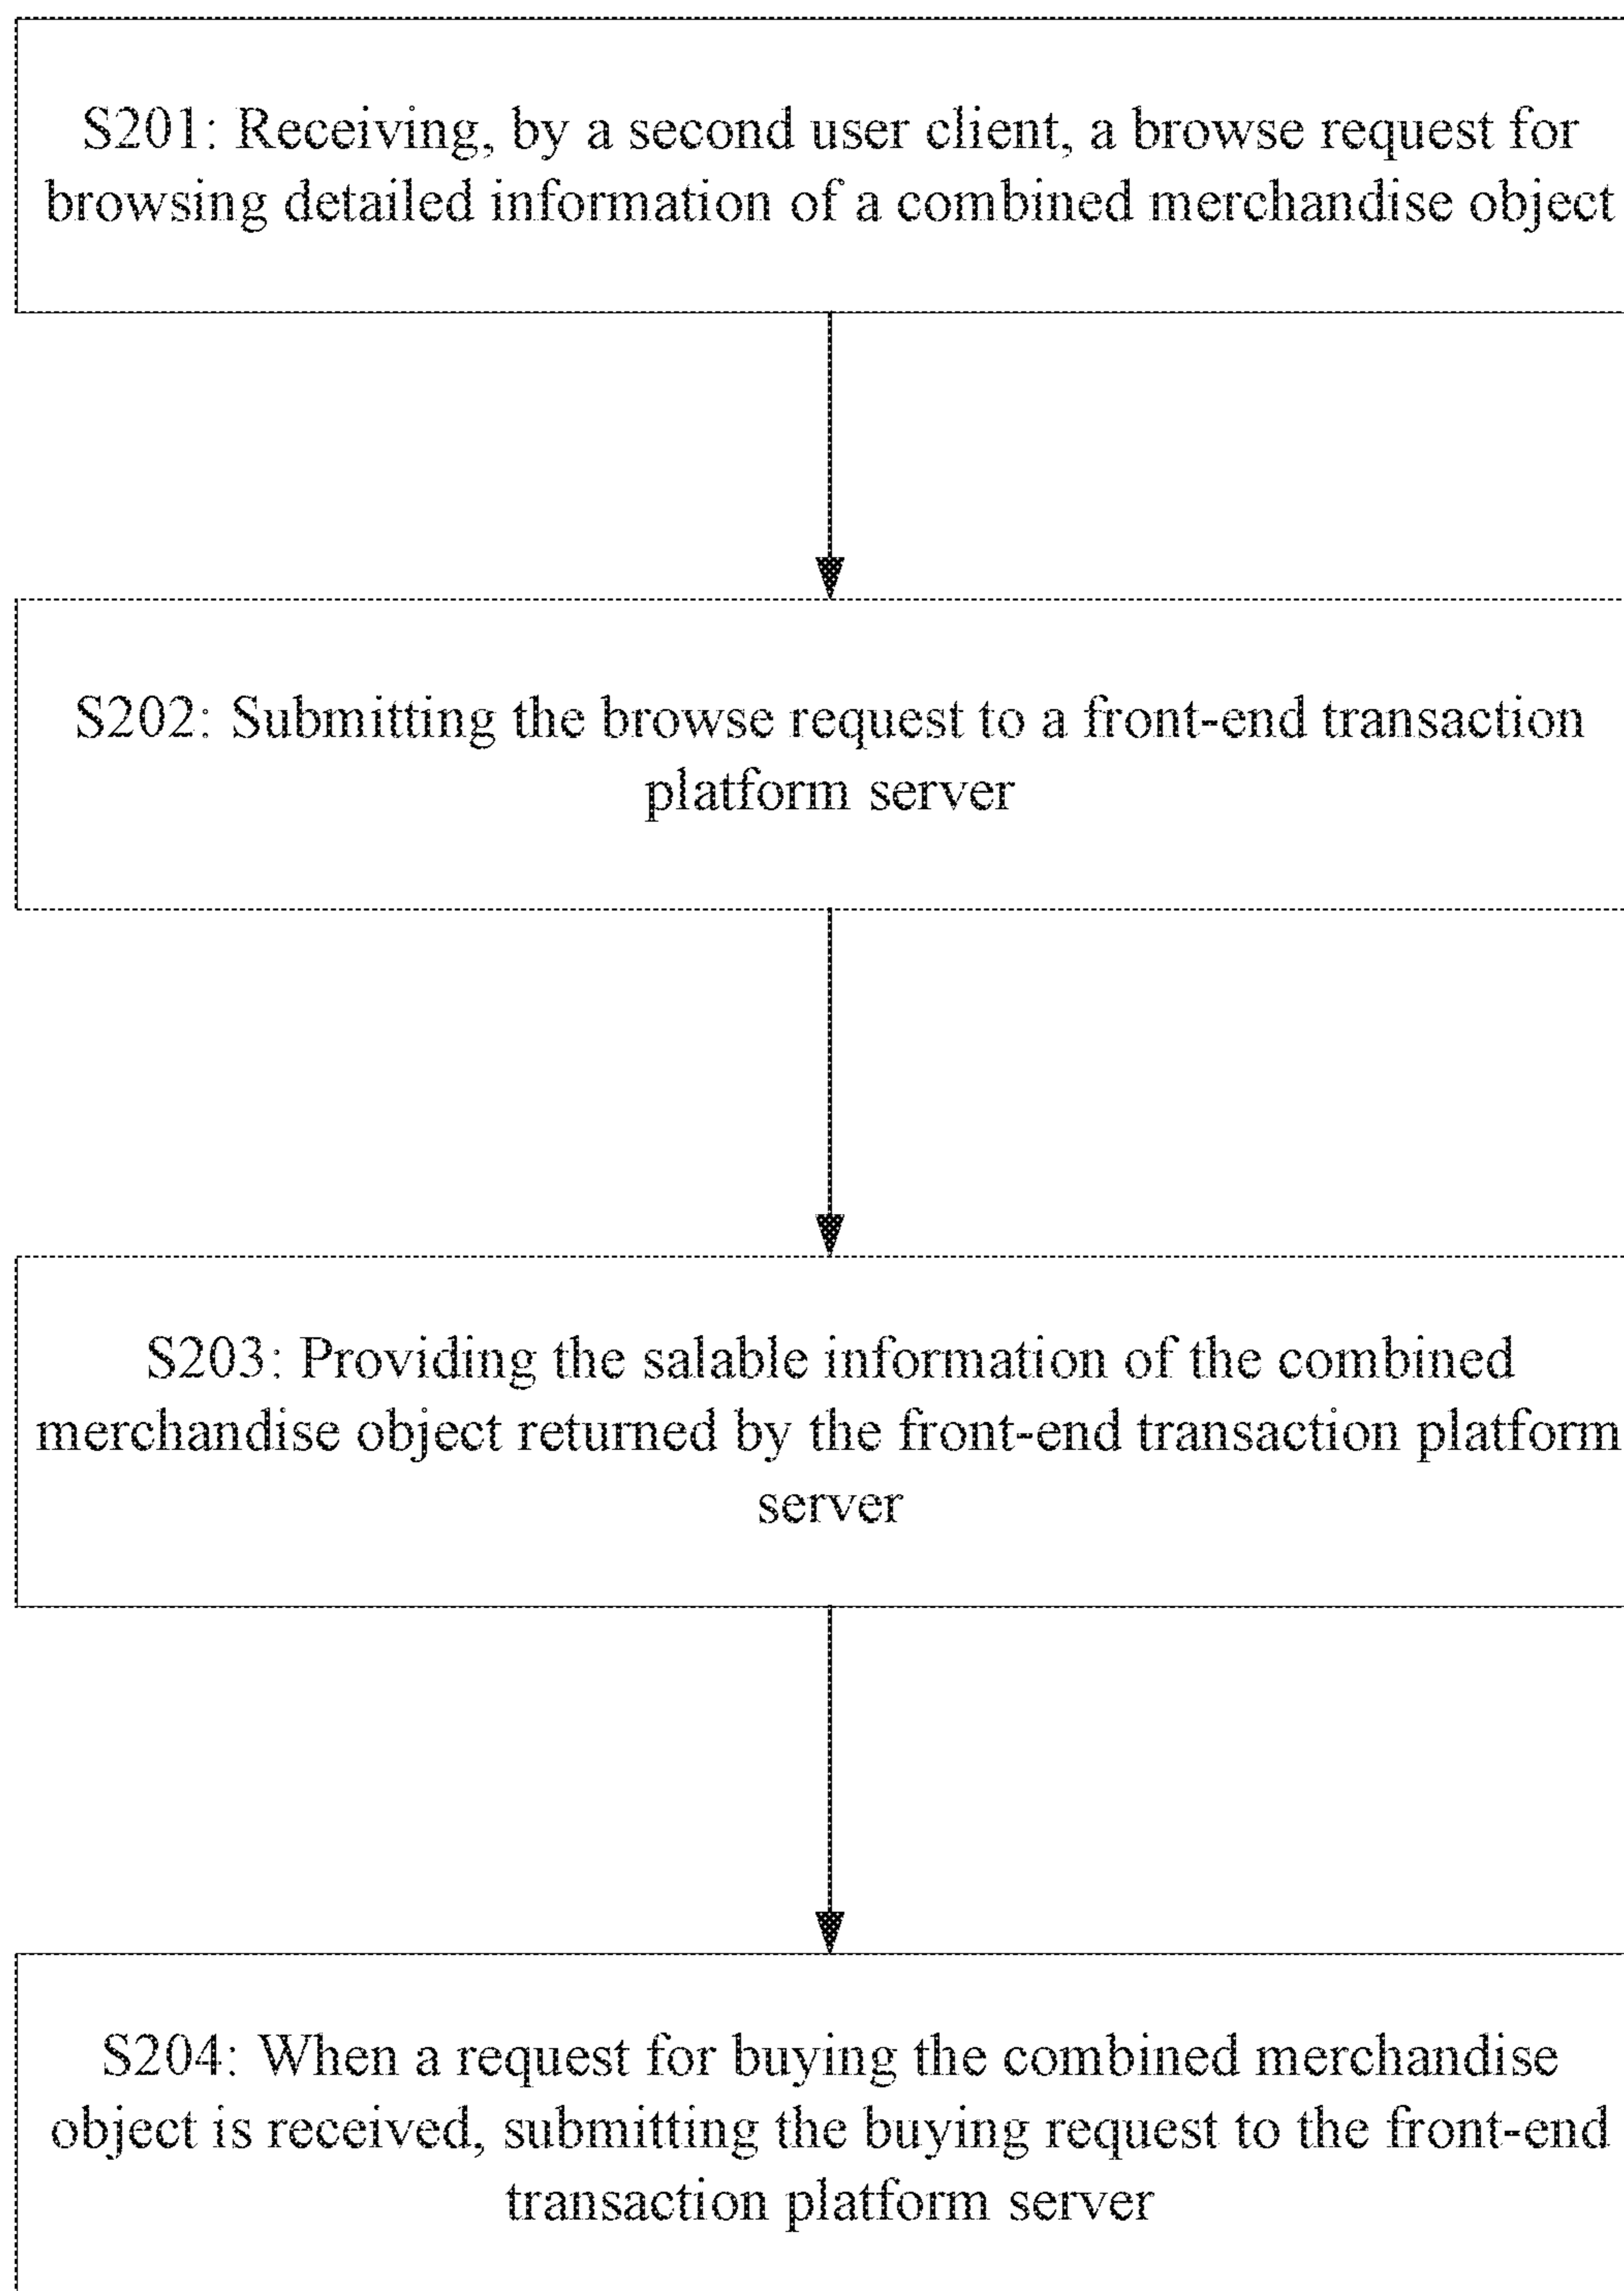 S201: Receiving, by a second user client, a browse request for
browsing detailed information of a combined merchandise object
S202: Submitting the browse request to a front-end transaction
platform server
S203: Providing the salable information of the combined
merchandise object returned by the front-end transaction platform
server
S204: When a request for buying the combined merchandise
object is received, submitting the buying request to the front-end
transaction platform server